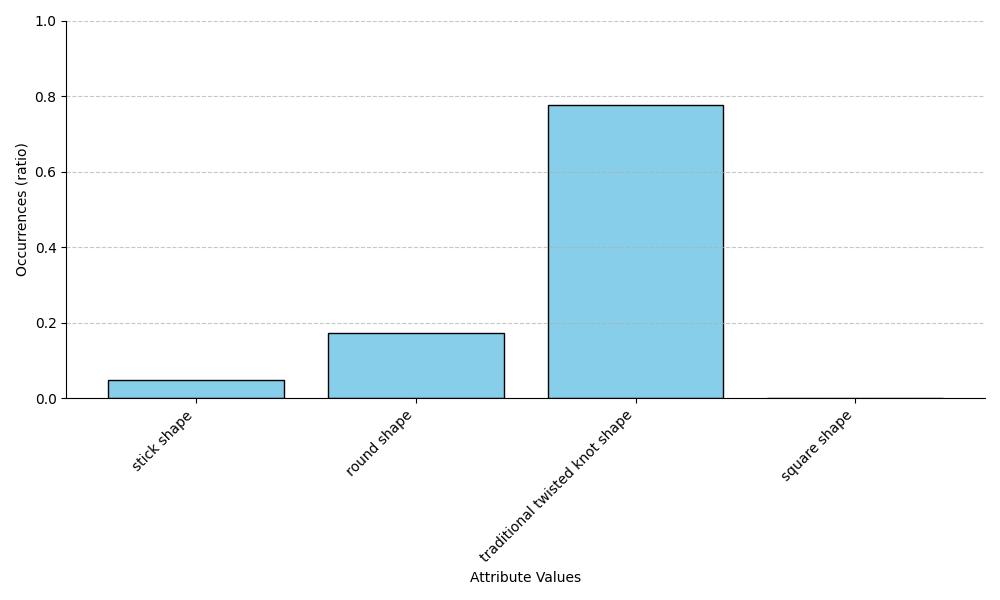 1.0
0.8
0.6
0.4
0.2
0.0
Occurrences (ratio)
stick shape
round shape
traditional twisted knot shape
square shape
Attribute Values